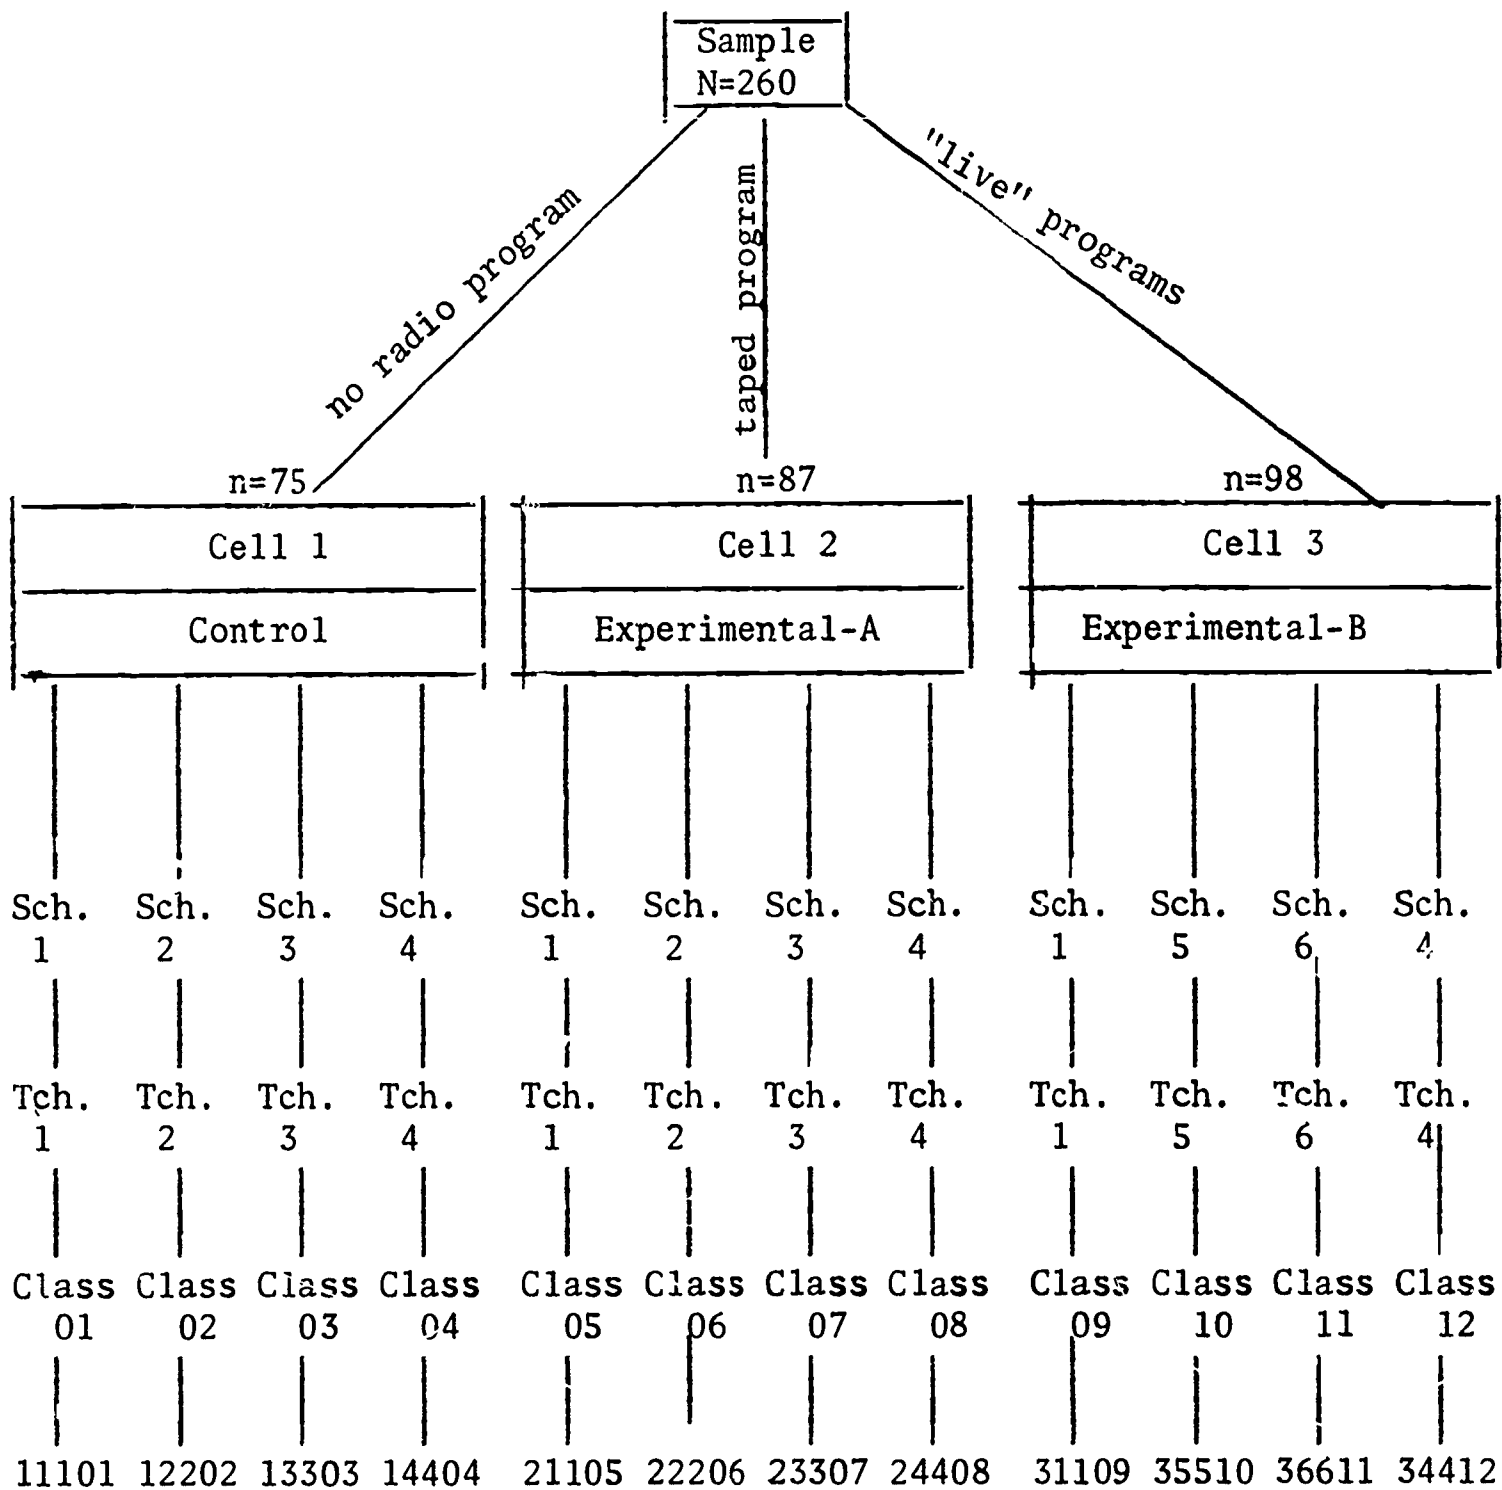 Sample
N=260
no radio program
taped program
"live" programs
n=75
n=87
n=98
Cell 1
Cell 2
Cell 3
Control
Experimental-A
Experimental-B
Sch. Sch. Sch. Sch. Sch. Sch. Sch. Sch. Sch. Sch. Sch. Sch.
1 2 3 4 1 2 3 4 1 5 6 4
Tch. Tch. Tch. Tch. Tch. Tch. Tch. Tch. Tch. Tch. Tch. Tch.
1 2 3 4 1 2 3 4 1 5 6 4
Class Class Class Class Class Class Class Class Class Class Class Class
01 02 03 04 05 06 07 08 09 10 11 12
11101 12202 13303 14404 21105 22206 23307 24408 31109 35510 36611 34412